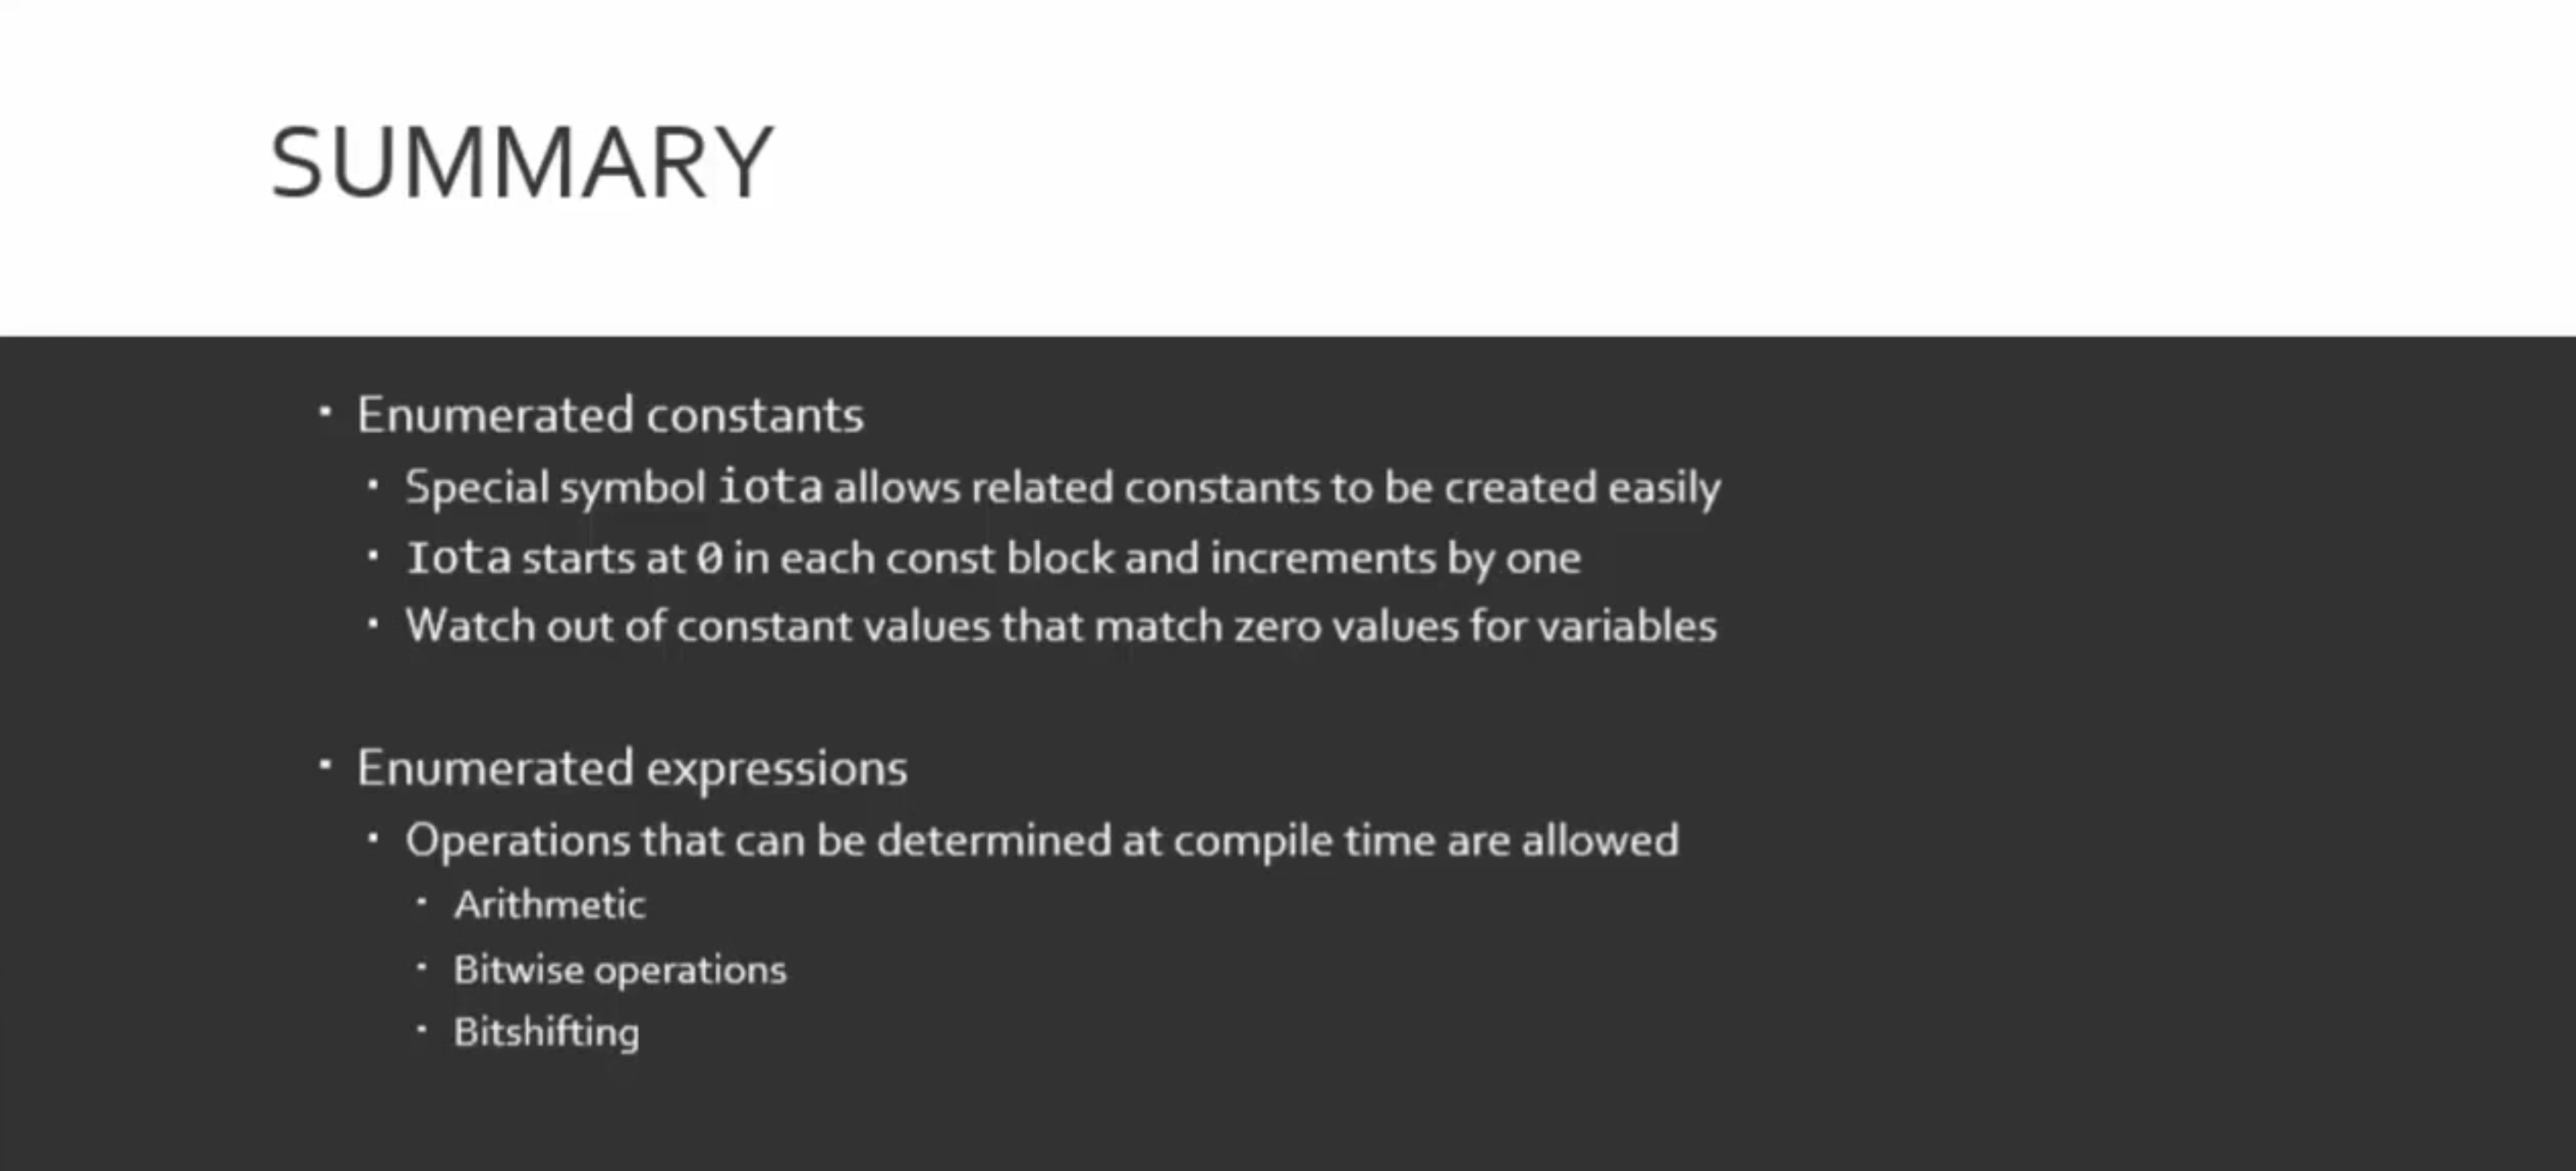 SUMMARY
Enumerated constants
Special symbol iota allows related constants to be created easily
Iota starts at 0 in each const block and increments by one
Watch out of constant values that match zero values for variables
Enumerated expressions
Operations that can be determined at compile time are allowed
Arithmetic
Bitwise operations
Bitshifting